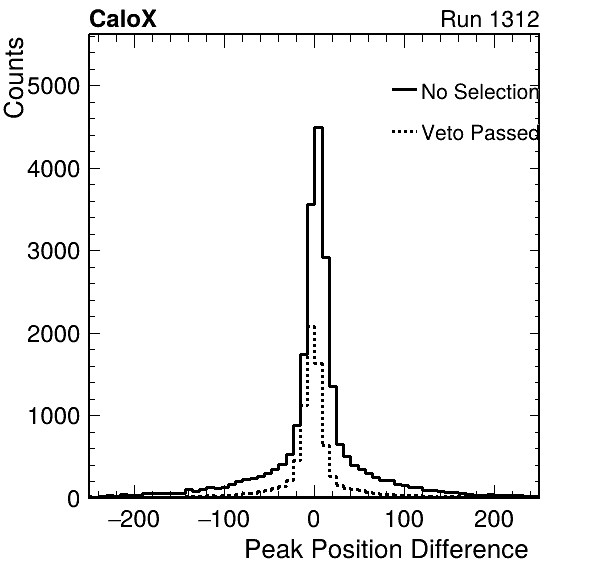 CaloX Run 1312
Counts
5000
4000
3000
2000
1000
0
No Selection
Veto Passed
−200 −100 0 100 200
Peak Position Difference